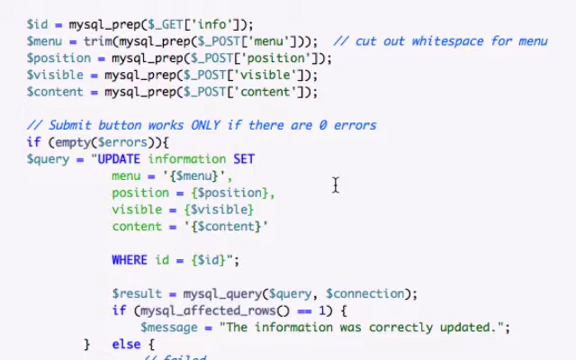 $id = mysql_prep($_GET['info']);
$menu = trim(mysql_prep($_POST['menu']));  // cut out whitespace for menu
$position = mysql_prep($_POST['position']);
$visible = mysql_prep($_POST['visible']);
$content = mysql_prep($_POST['content']);
// Submit button works ONLY if there are 0 errors
if (empty($errors)){
$query = "UPDATE information SET
menu = '{$menu}',
position = {$position},
visible = {$visible}
content = '{$content}'
WHERE id = {$id}";
$result = mysql_query($query, $connection);
if (mysql_affected_rows() == 1) {
$message = "The information was correctly updated.";
} else {
// failed